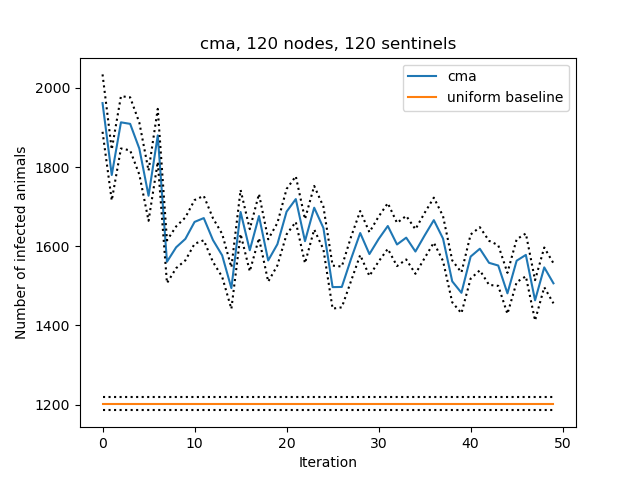 cma, 120 nodes, 120 sentinels
cma
uniform baseline
Number of infected animals
2000
1800
1600
1400
1200
0 10 20 30 40 50
Iteration